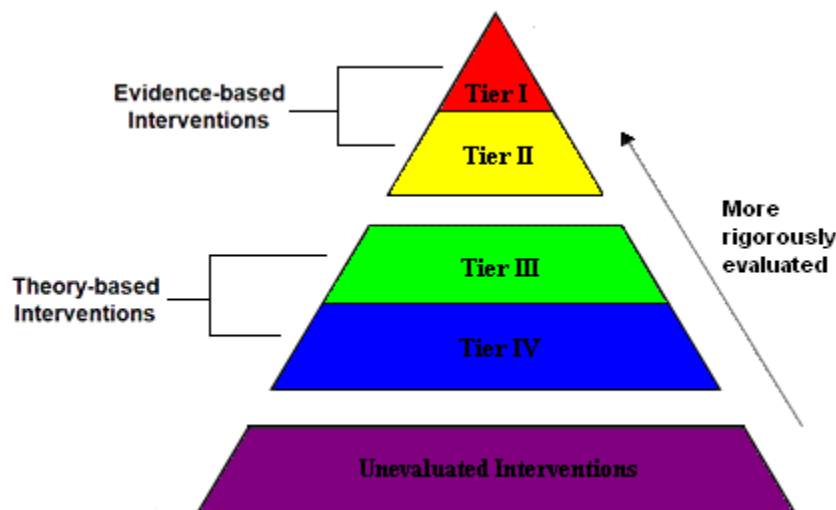 Tier I
Evidence-based
Interventions
Tier II
More
rigorously
evaluated
Tier III
Theory-based
Interventions
Tier IV
Unevaluated Interventions